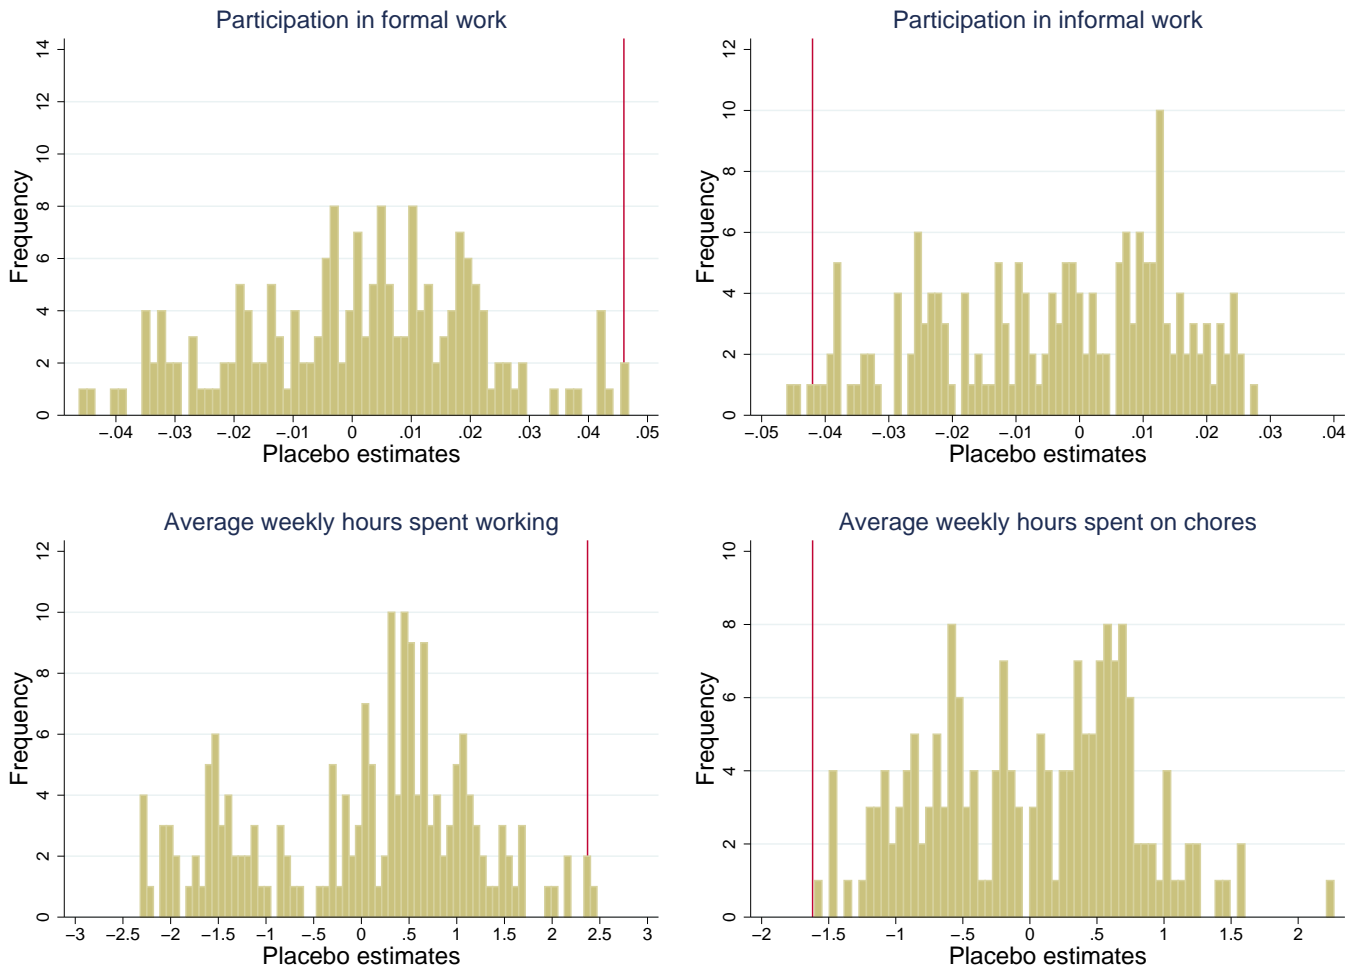 Participation in formal work
Frequency
0 2 4 6 8 10 12 14
−.04 −.03 −.02 −.01 0 .01 .02 .03 .04 .05
Placebo estimates
Participation in informal work
Frequency
0 2 4 6 8 10 12
−.05 −.04 −.03 −.02 −.01 0 .01 .02 .03 .04
Placebo estimates
Average weekly hours spent working
Frequency
0 2 4 6 8 10 12
−3 −2.5 −2 −1.5 −1 −.5 0 .5 1 1.5 2 2.5 3
Placebo estimates
Average weekly hours spent on chores
Frequency
0 2 4 6 8 10
−2 −1.5 −1 −.5 0 .5 1 1.5 2
Placebo estimates